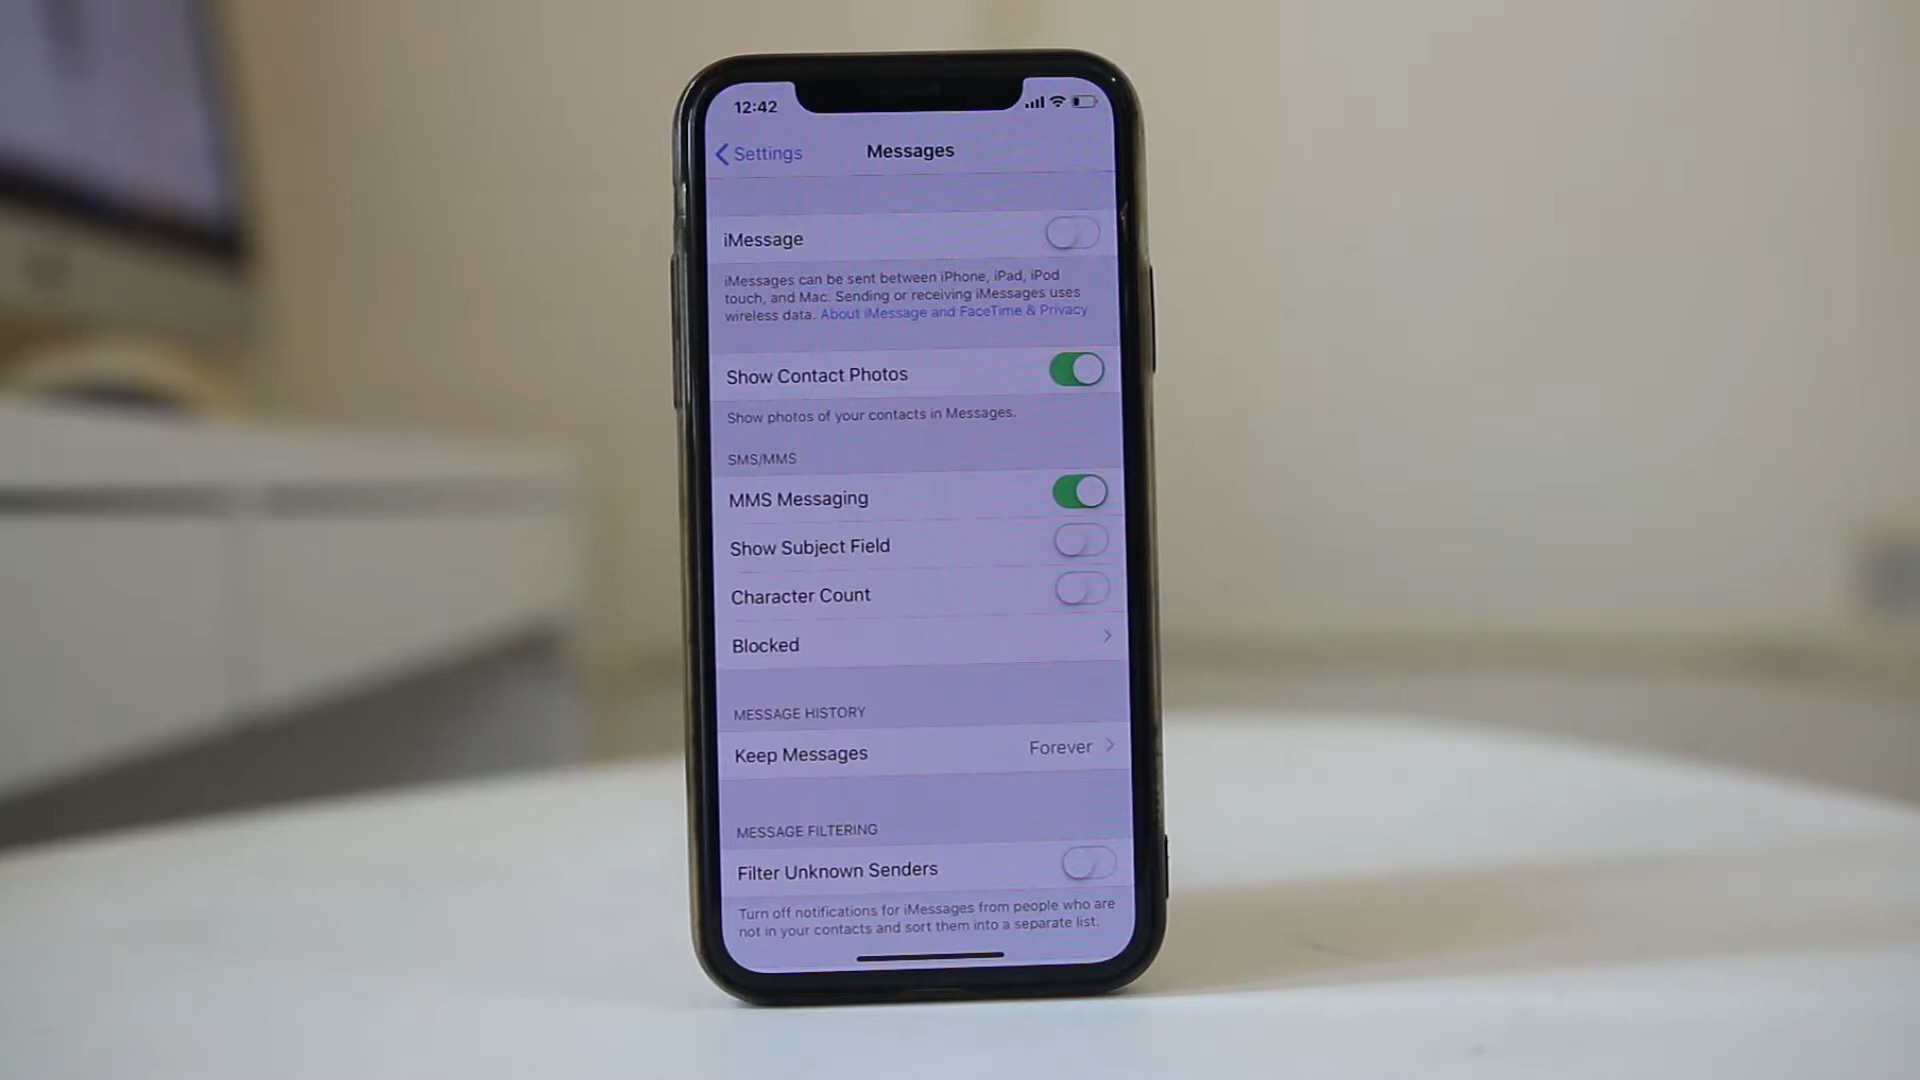 12:42
Settings
Messages
iMessage
iMessages can be sent between iPhone, iPad, iPod
touch, and Mac. Sending or receiving iMessages uses
wireless data. About iMessage and FaceTime & Privacy
Show Contact Photos
Show photos of your contacts in Messages.
SMS/MMS
MMS Messaging
Show Subject Field
Character Count
Blocked
MESSAGE HISTORY
Keep Messages Forever
MESSAGE FILTERING
Filter Unknown Senders
Turn off notifications for iMessages from people who are
not in your contacts and sort them into a separate list.